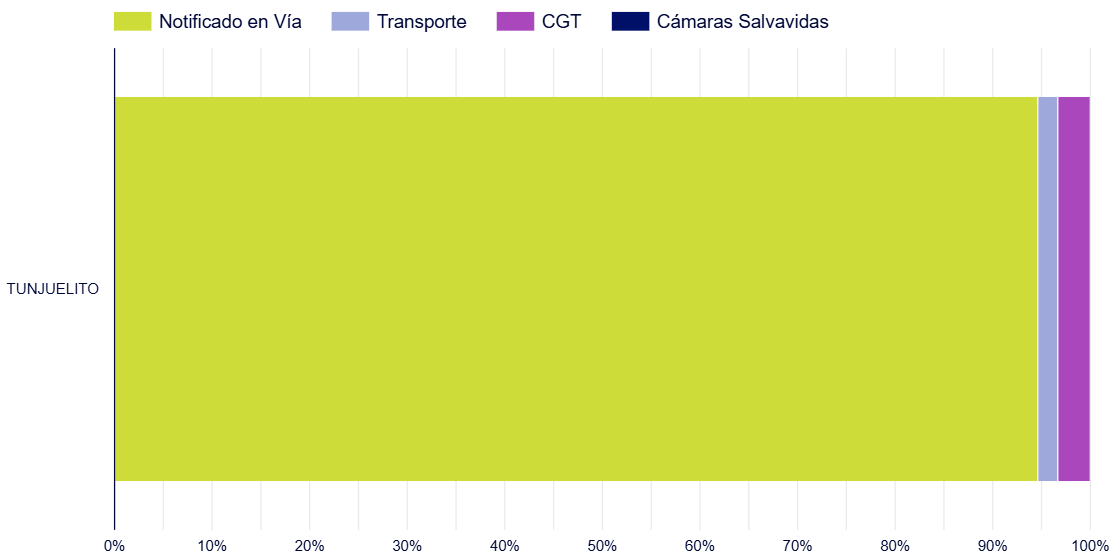 Notificado en Vía Transporte CGT Cámaras Salvavidas
TUNJUELITO
0% 10% 20% 30% 40% 50% 60% 70% 80% 90% 100%